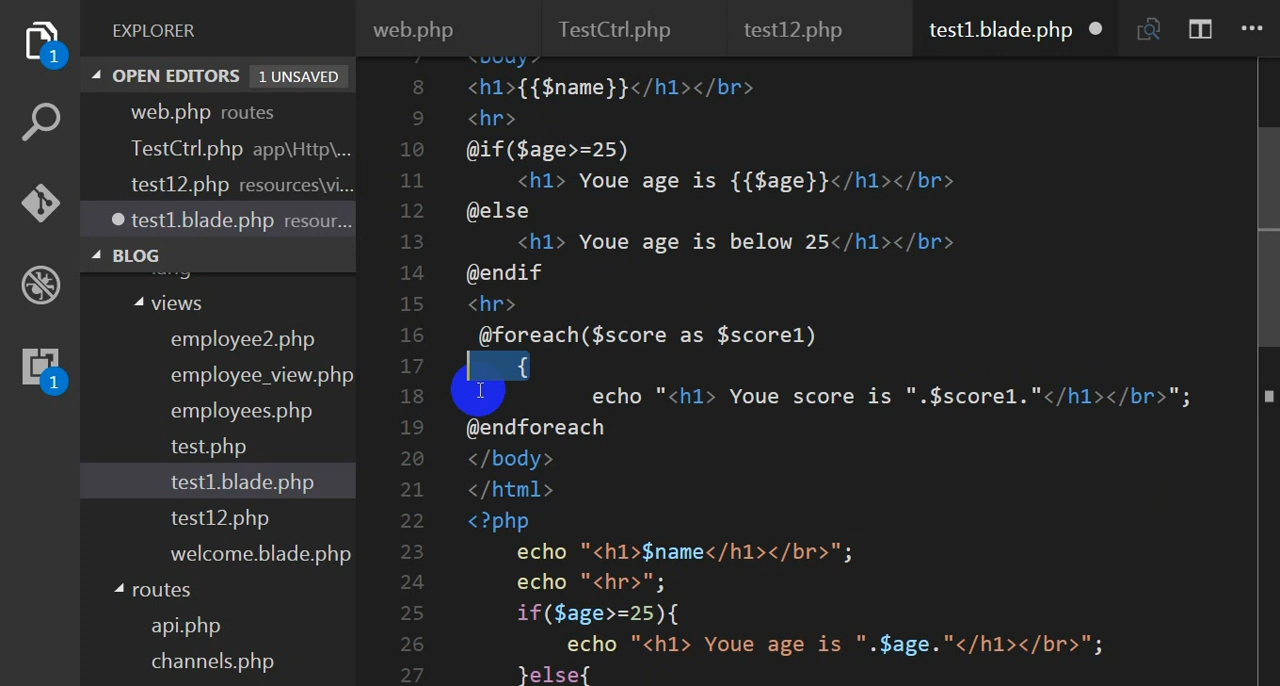 EXPLORER
web.php
TestCtrl.php
test12.php
test1.blade.php
1
OPEN EDITORS 1 UNSAVED
web.php routes
TestCtrl.php app\Http\...
test12.php resources\vi...
test1.blade.php resour...
BLOG
lang
views
employee2.php
employee_view.php
employees.php
test.php
test1.blade.php
test12.php
welcome.blade.php
routes
api.php
channels.php
1
7 <body>
8 <h1>{{$name}}</h1></br>
9 <hr>
10 @if($age>=25)
11 <h1> Youe age is {{$age}}</h1></br>
12 @else
13 <h1> Youe age is below 25</h1></br>
14 @endif
15 <hr>
16 @foreach($score as $score1)
17 {
18 echo "<h1> Youe score is ".$score1."</h1></br>";
19 @endforeach
20 </body>
21 </html>
22 <?php
23 echo "<h1>$name</h1></br>";
24 echo "<hr>";
25 if($age>=25){
26 echo "<h1> Youe age is ".$age."</h1></br>";
27 }else{